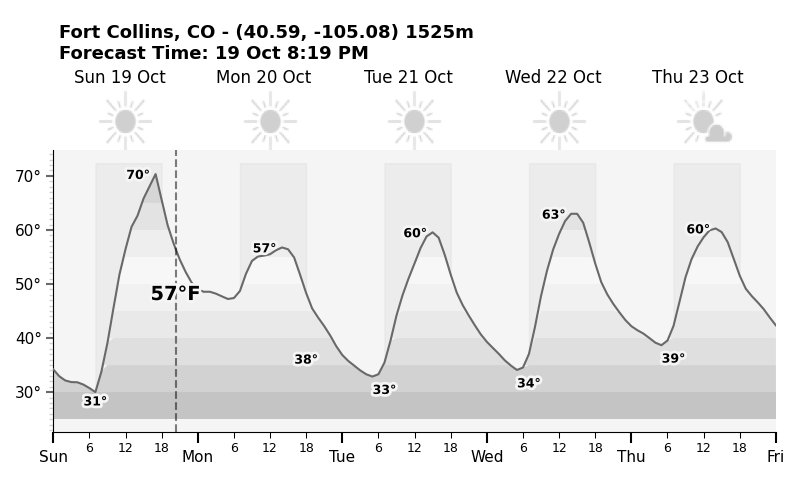 Fort Collins, CO - (40.59, -105.08) 1525m
Forecast Time: 19 Oct 8:19 PM
Sun 19 Oct Mon 20 Oct Tue 21 Oct Wed 22 Oct Thu 23 Oct
70°
60°
50°
40°
30°
70°
57°
60°
63°
60°
57°F
38°
31°
33°
34°
39°
6 12 18 6 12 18 6 12 18 6 12 18 6 12 18
Sun Mon Tue Wed Thu Fri